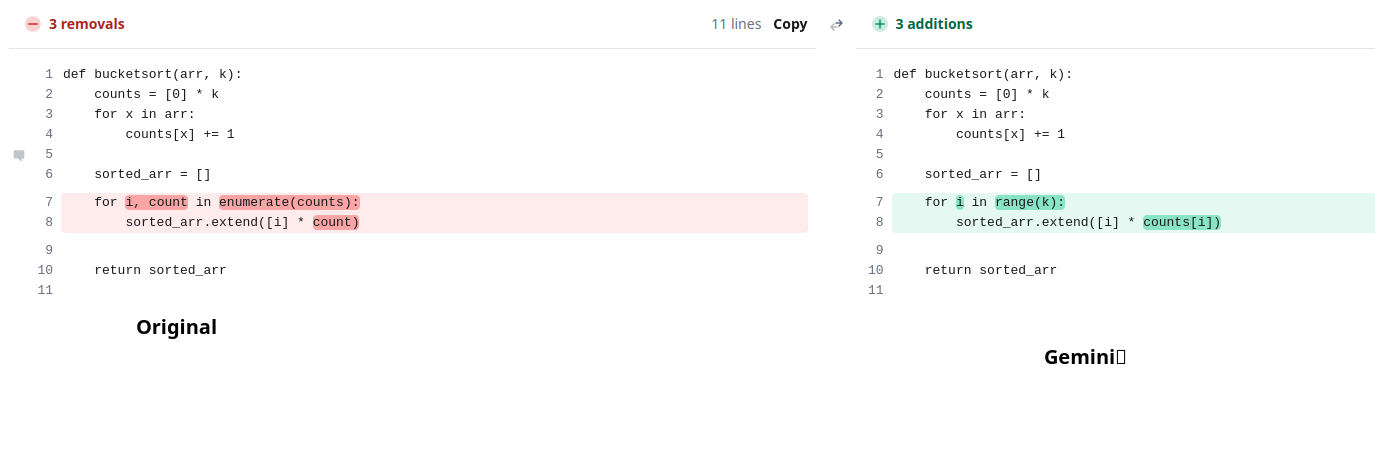 3 removals
11 lines Copy
1 def bucketsort(arr, k):
2     counts = [0] * k
3     for x in arr:
4         counts[x] += 1
5
6     sorted_arr = []
7     for i, count in enumerate(counts):
8         sorted_arr.extend([i] * count)
9
10     return sorted_arr
11
Original
3 additions
1 def bucketsort(arr, k):
2     counts = [0] * k
3     for x in arr:
4         counts[x] += 1
5
6     sorted_arr = []
7     for i in range(k):
8         sorted_arr.extend([i] * counts[i])
9
10     return sorted_arr
11
Gemini